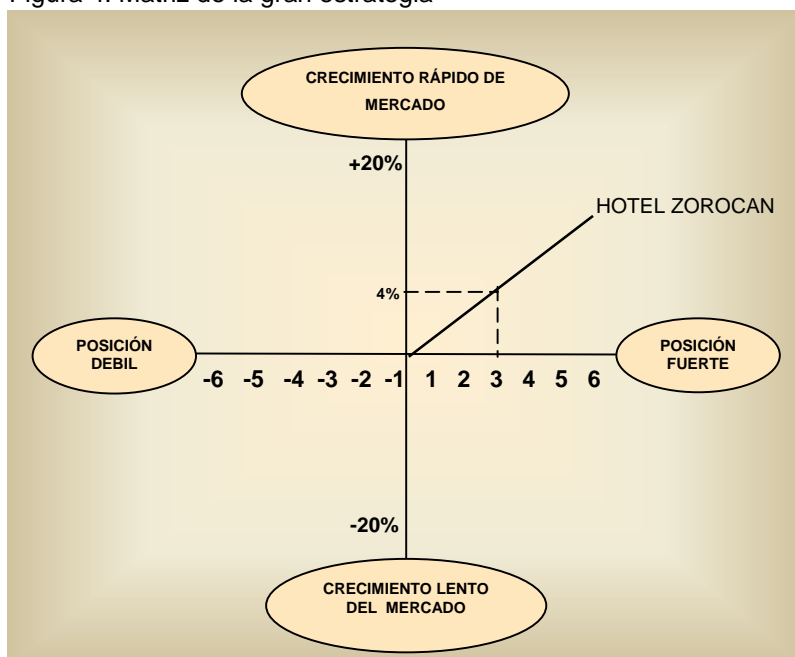 Figura 4. Matriz de la gran estrategia
CRECIMIENTO RÁPIDO DE
MERCADO
+20%
HOTEL ZOROCAN
4%
POSICIÓN
DEBIL
POSICIÓN
FUERTE
-6 -5 -4 -3 -2 -1 1 2 3 4 5 6
-20%
CRECIMIENTO LENTO
DEL MERCADO